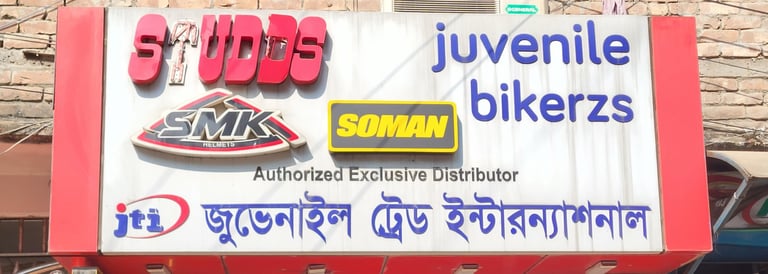 STUDDS
juvenile
bikerzs
SMK
HELMETS
SOMAN
Authorized Exclusive Distributor
jti
জুভেনাইল ট্রেড ইন্টারন্যাশনাল